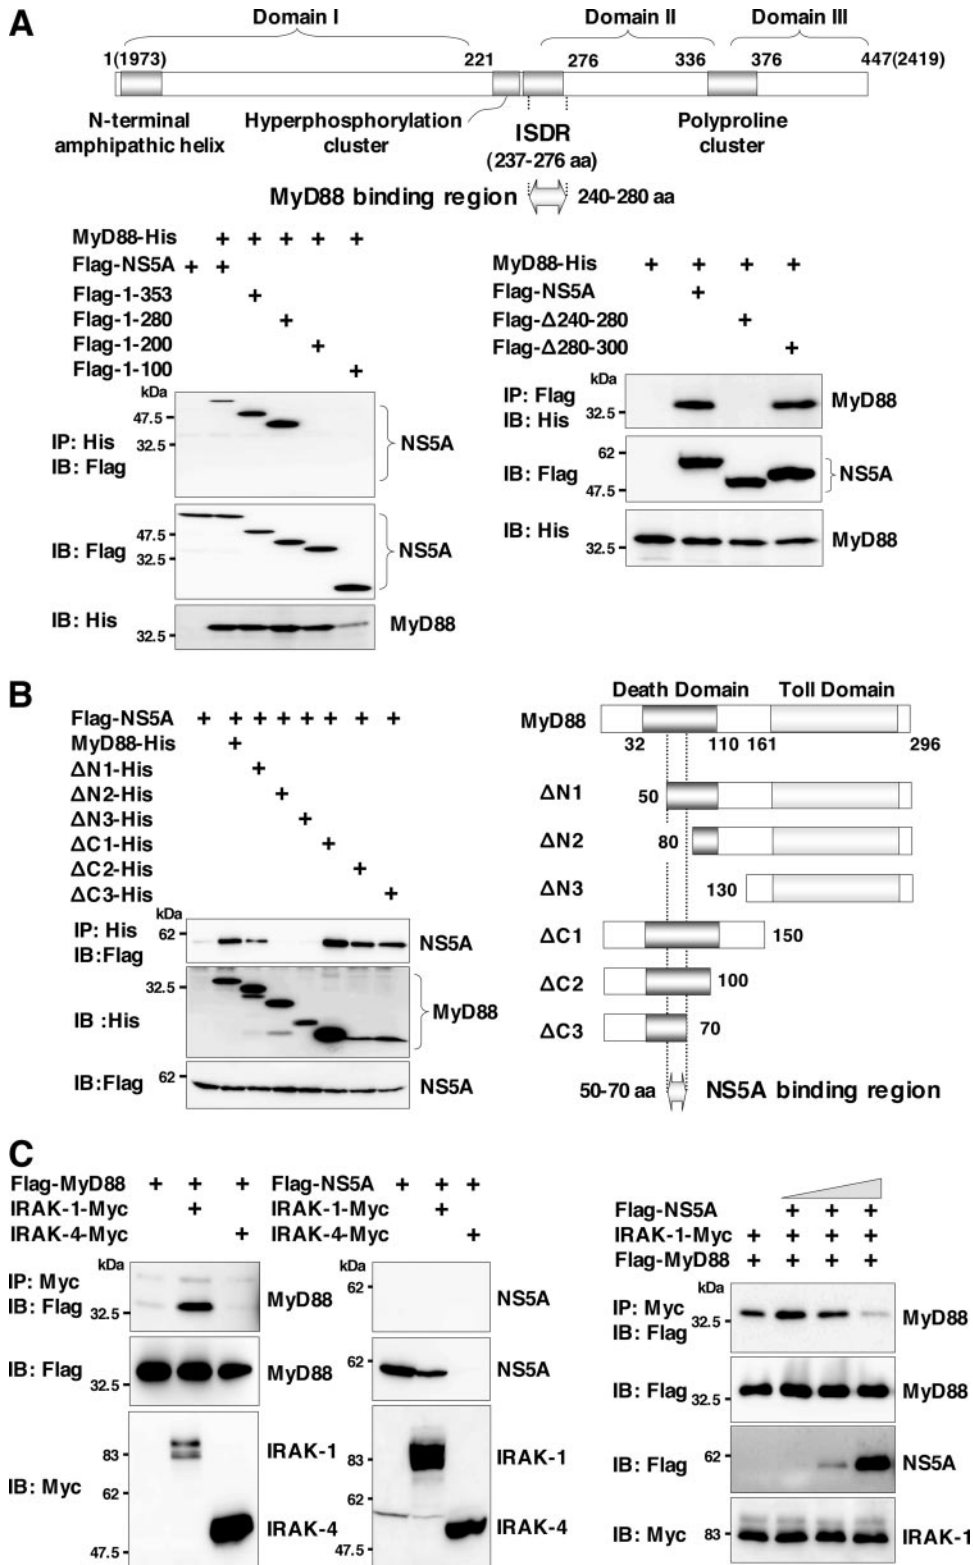 A
Domain I
Domain II
Domain III
1(1973)
221
276
336
376
447(2419)
N-terminal
amphipathic helix
Hyperphosphorylation
cluster
ISDR
(237-276 aa)
Polyproline
cluster
MyD88 binding region
240-280 aa
MyD88-His + + + + +
Flag-NS5A + +
Flag-1-353 +
Flag-1-280 +
Flag-1-200 +
Flag-1-100 +
kDa
47.5
32.5
IP: His
IB: Flag
NS5A
47.5
32.5
IB: Flag
NS5A
IB: His
32.5
MyD88
MyD88-His + + + +
Flag-NS5A +
Flag-Δ240-280 +
Flag-Δ280-300 +
kDa
IP: Flag
IB: His
32.5
MyD88
62
IB: Flag
47.5
NS5A
IB: His
32.5
MyD88
B
Flag-NS5A + + + + + + + +
MyD88-His +
ΔN1-His +
ΔN2-His +
ΔN3-His +
ΔC1-His +
ΔC2-His +
ΔC3-His +
kDa
IP: His
IB:Flag
62
NS5A
32.5
IB :His
MyD88
IB:Flag
62
NS5A
Death Domain
Toll Domain
MyD88
32
110
161
296
ΔN1
50
ΔN2
80
ΔN3
130
ΔC1
150
ΔC2
100
ΔC3
70
50-70 aa
NS5A binding region
C
Flag-MyD88 + + +
IRAK-1-Myc +
IRAK-4-Myc +
kDa
IP: Myc
IB: Flag
32.5
MyD88
IB: Flag
32.5
MyD88
83
IRAK-1
IB: Myc
62
IRAK-4
47.5
Flag-NS5A + + +
IRAK-1-Myc +
IRAK-4-Myc +
kDa
62
NS5A
62
NS5A
83
IRAK-1
62
IRAK-4
47.5
Flag-NS5A + + +
IRAK-1-Myc + + + +
Flag-MyD88 + + + +
kDa
IP: Myc
IB: Flag
32.5
MyD88
IB: Flag
32.5
MyD88
IB: Flag
62
NS5A
IB: Myc
83
IRAK-1